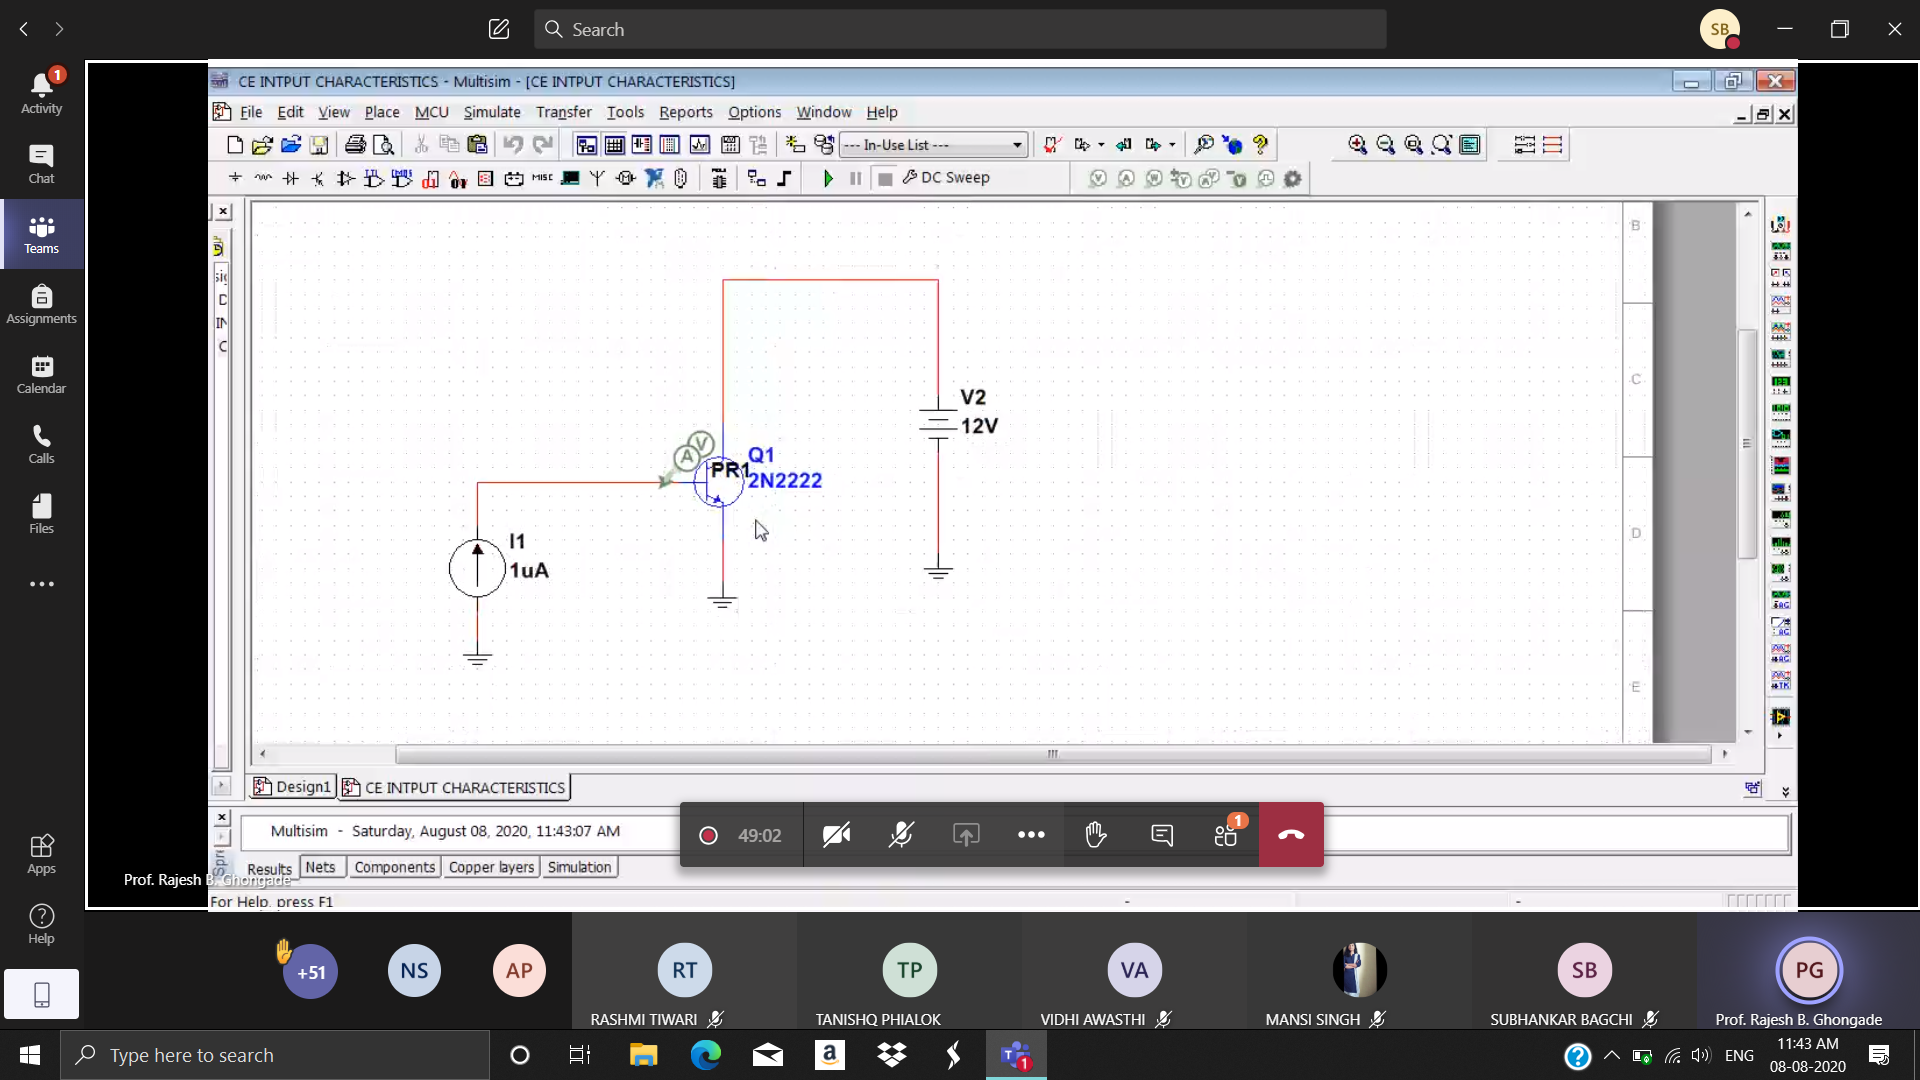 Search
SB
1
Activity
Chat
Teams
Assignments
Calendar
Calls
Files
Apps
Help
CE INTPUT CHARACTERISTICS - Multisim - [CE INTPUT CHARACTERISTICS]
File Edit View Place MCU Simulate Transfer Tools Reports Options Window Help
--- In-Use List ---
MISC
DC Sweep
B
C
D
E
V2
12V
V
A
PR1
Q1
2N2222
I1
1uA
Design1
CE INTPUT CHARACTERISTICS
Multisim - Saturday, August 08, 2020, 11:43:07 AM
49:02
1
Results Nets Components Copper layers Simulation
Prof. Rajesh B. Ghongade
For Help, press F1
+51
NS
AP
RT
TP
VA
SB
PG
RASHMI TIWARI
TANISHQ PHIALOK
VIDHI AWASTHI
MANSI SINGH
SUBHANKAR BAGCHI
Prof. Rajesh B. Ghongade
Type here to search
a
1
ENG
11:43 AM
08-08-2020